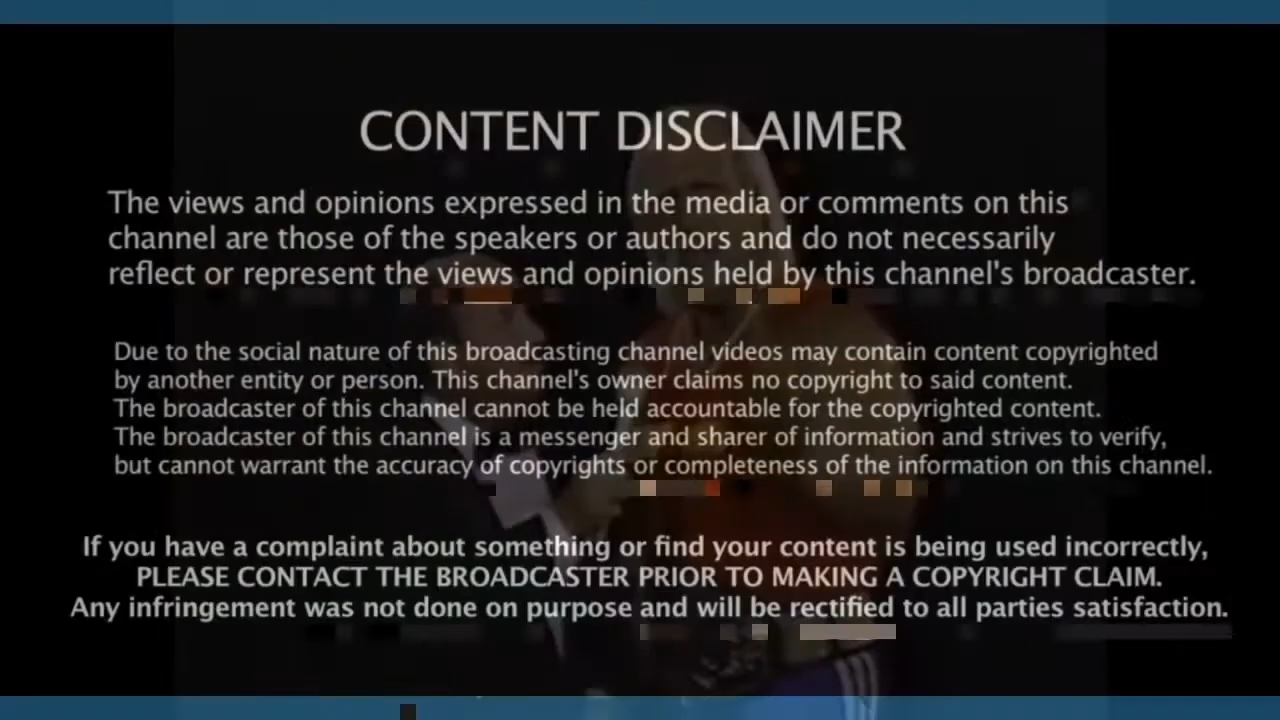 CONTENT DISCLAIMER
The views and opinions expressed in the media or comments on this
channel are those of the speakers or authors and do not necessarily
reflect or represent the views and opinions held by this channel's broadcaster.
Due to the social nature of this broadcasting channel videos may contain content copyrighted
by another entity or person. This channel's owner claims no copyright to said content.
The broadcaster of this channel cannot be held accountable for the copyrighted content.
The broadcaster of this channel is a messenger and sharer of information and strives to verify,
but cannot warrant the accuracy of copyrights or completeness of the information on this channel.
If you have a complaint about something or find your content is being used incorrectly,
PLEASE CONTACT THE BROADCASTER PRIOR TO MAKING A COPYRIGHT CLAIM.
Any infringement was not done on purpose and will be rectified to all parties satisfaction.